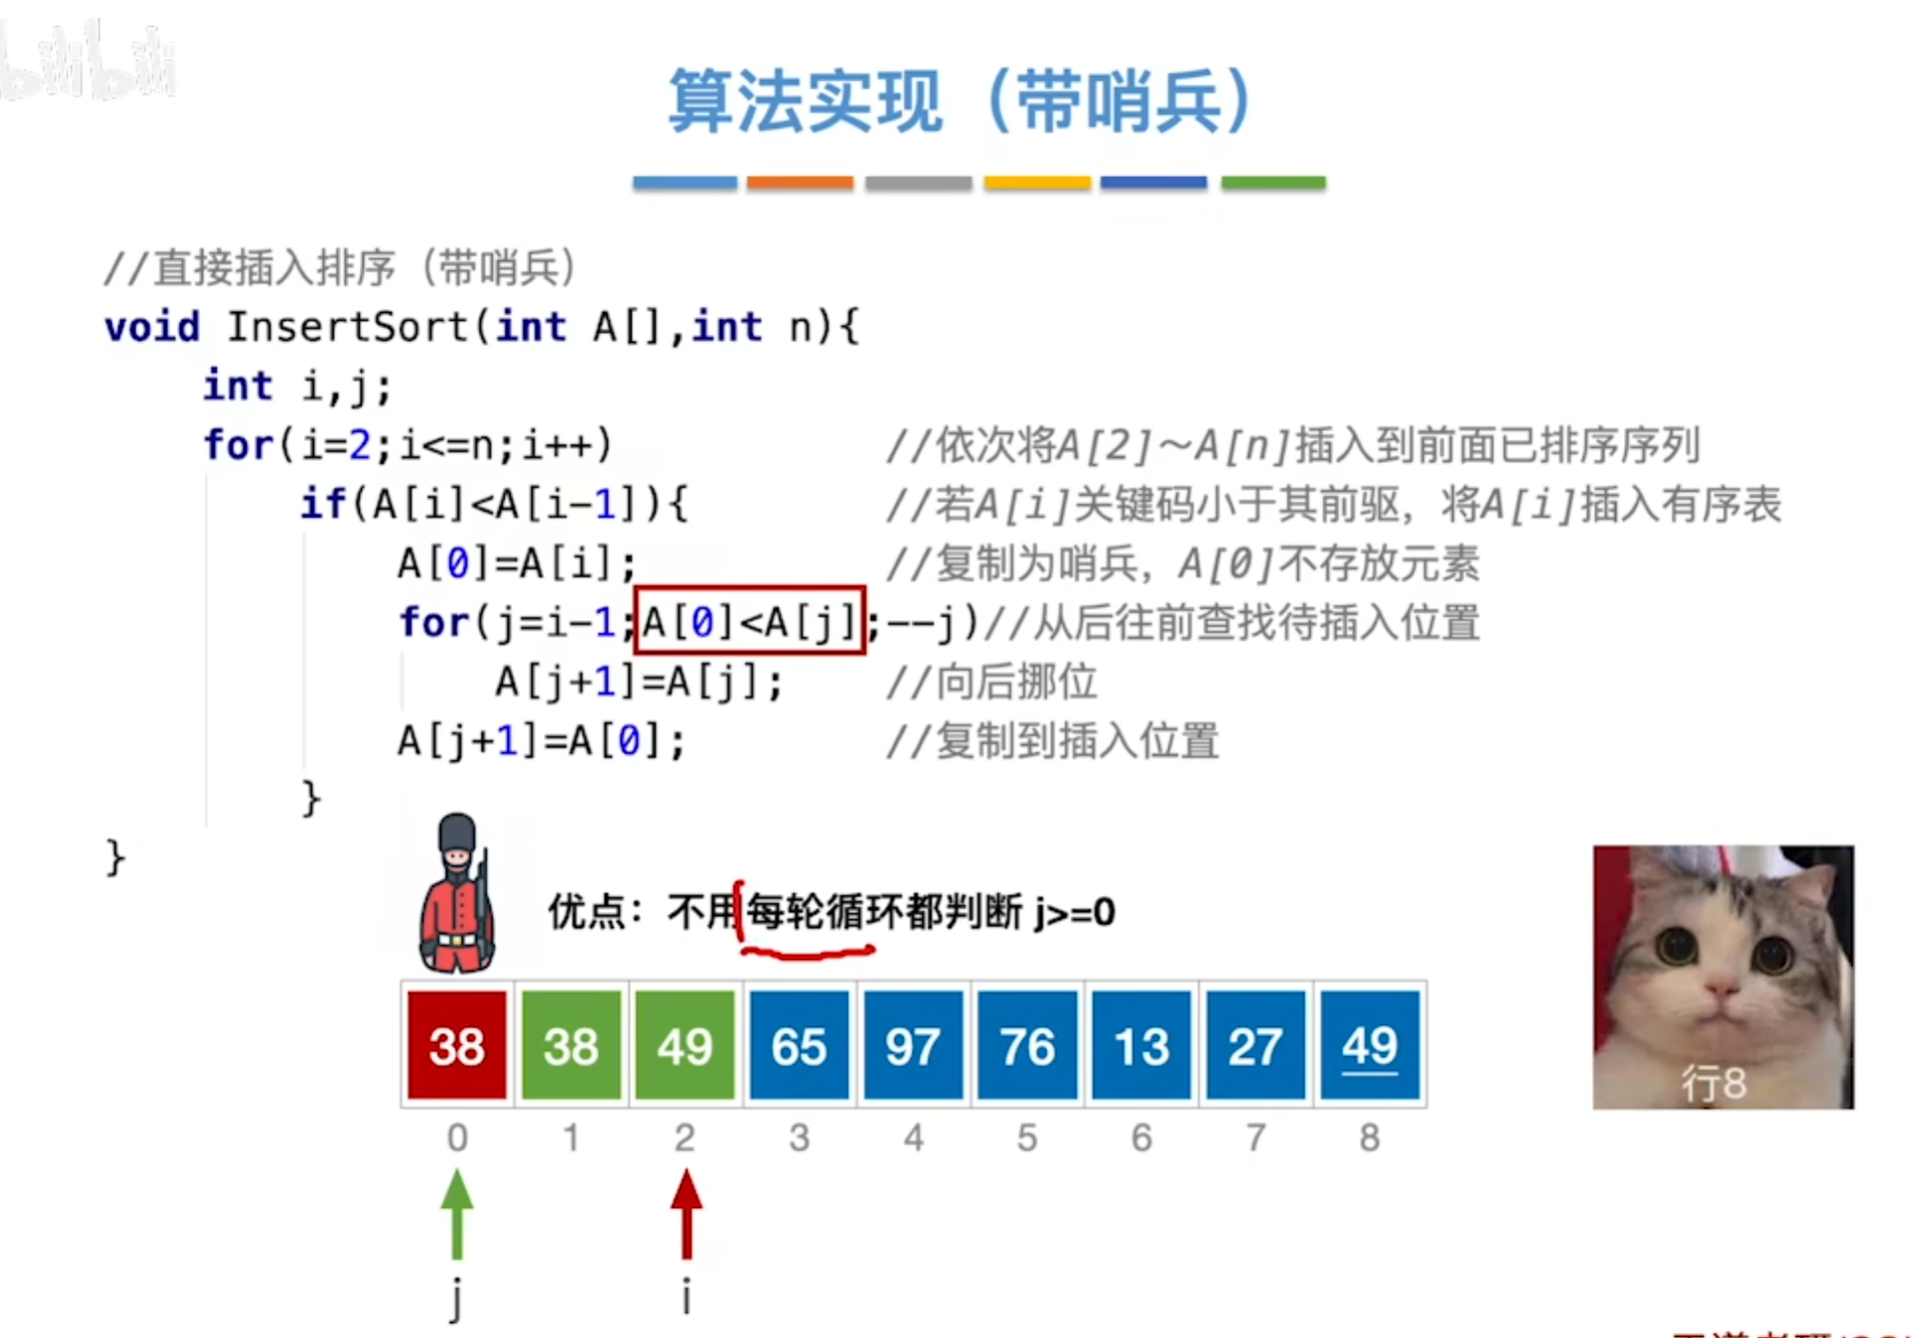 bilibili
算法实现（带哨兵）
//直接插入排序（带哨兵）
void InsertSort(int A[],int n){
int i,j;
for(i=2;i<=n;i++) //依次将A[2]～A[n]插入到前面已排序序列
if(A[i]<A[i-1]){ //若A[i]关键码小于其前驱，将A[i]插入有序表
A[0]=A[i]; //复制为哨兵，A[0]不存放元素
for(j=i-1;A[0]<A[j];--j)//从后往前查找待插入位置
A[j+1]=A[j]; //向后挪位
A[j+1]=A[0]; //复制到插入位置
}
}
优点：不用每轮循环都判断 j>=0
38 38 49 65 97 76 13 27 49
0 1 2 3 4 5 6 7 8
j i
行8